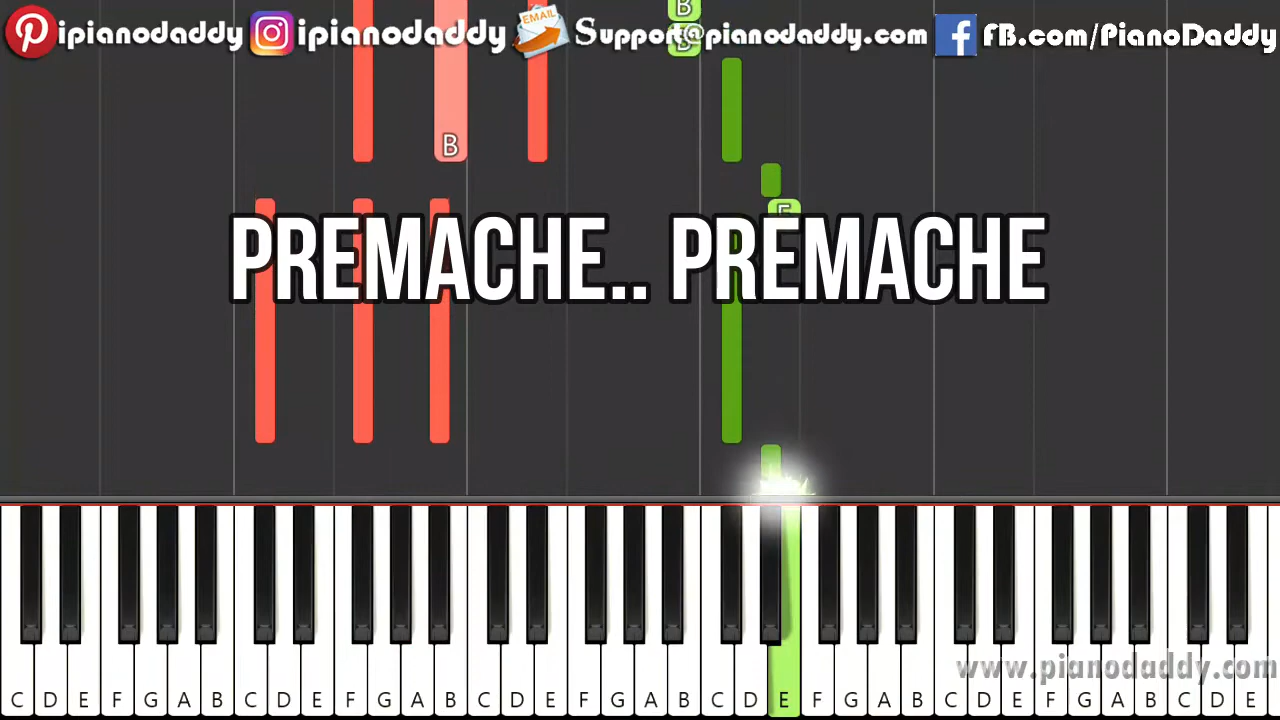 ipianodaddy ipianodaddy Support@pianodaddy.com FB.com/PianoDaddy
EMAIL
B
B
B
E
PREMACHE.. PREMACHE
www.pianodaddy.com
C D E F G A B C D E F G A B C D E F G A B C D E F G A B C D E F G A B C D E